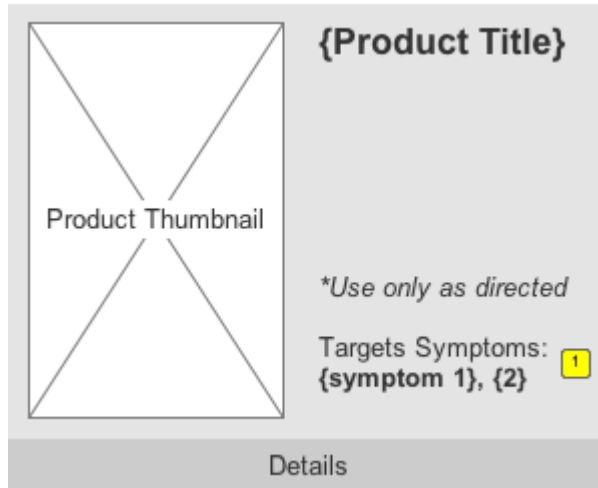 {Product Title}
Product Thumbnail
*Use only as directed
Targets Symptoms:
{symptom 1}, {2}
1
Details